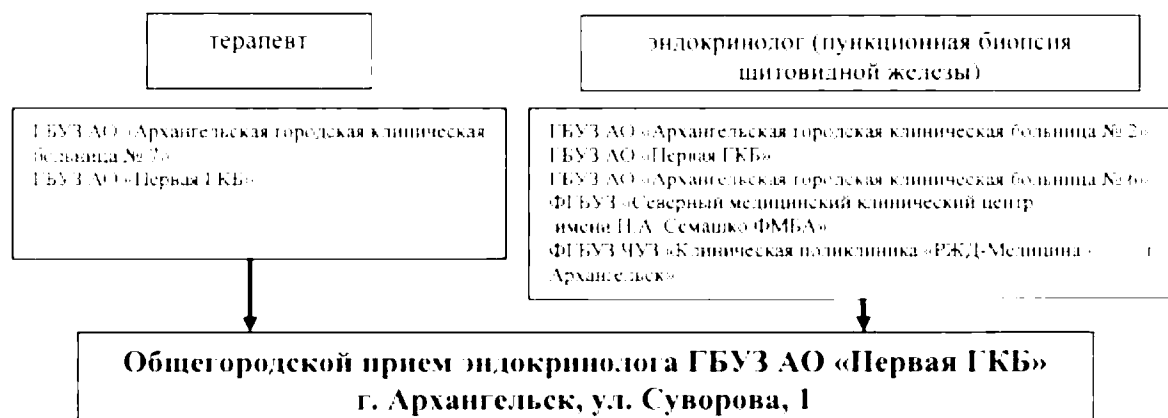 терапевт
эндокринолог (пункционная биопсия
щитовидной железы)
ГБУЗ АО «Архангельская городская клиническая
больница № 7»
ГБУЗ АО «Первая ГКБ»
ГБУЗ АО «Архангельская городская клиническая больница № 2»
ГБУЗ АО «Первая ГКБ»
ГБУЗ АО «Архангельская городская клиническая больница № 6»
ФГБУЗ «Северный медицинский клинический центр
имени Н.А. Семашко ФМБА»
ФГБУЗ ЧУЗ «Клиническая поликлиника «РЖД-Медицина»
Архангельск»
Общегородской прием эндокринолога ГБУЗ АО «Первая ГКБ»
г. Архангельск, ул. Суворова, 1